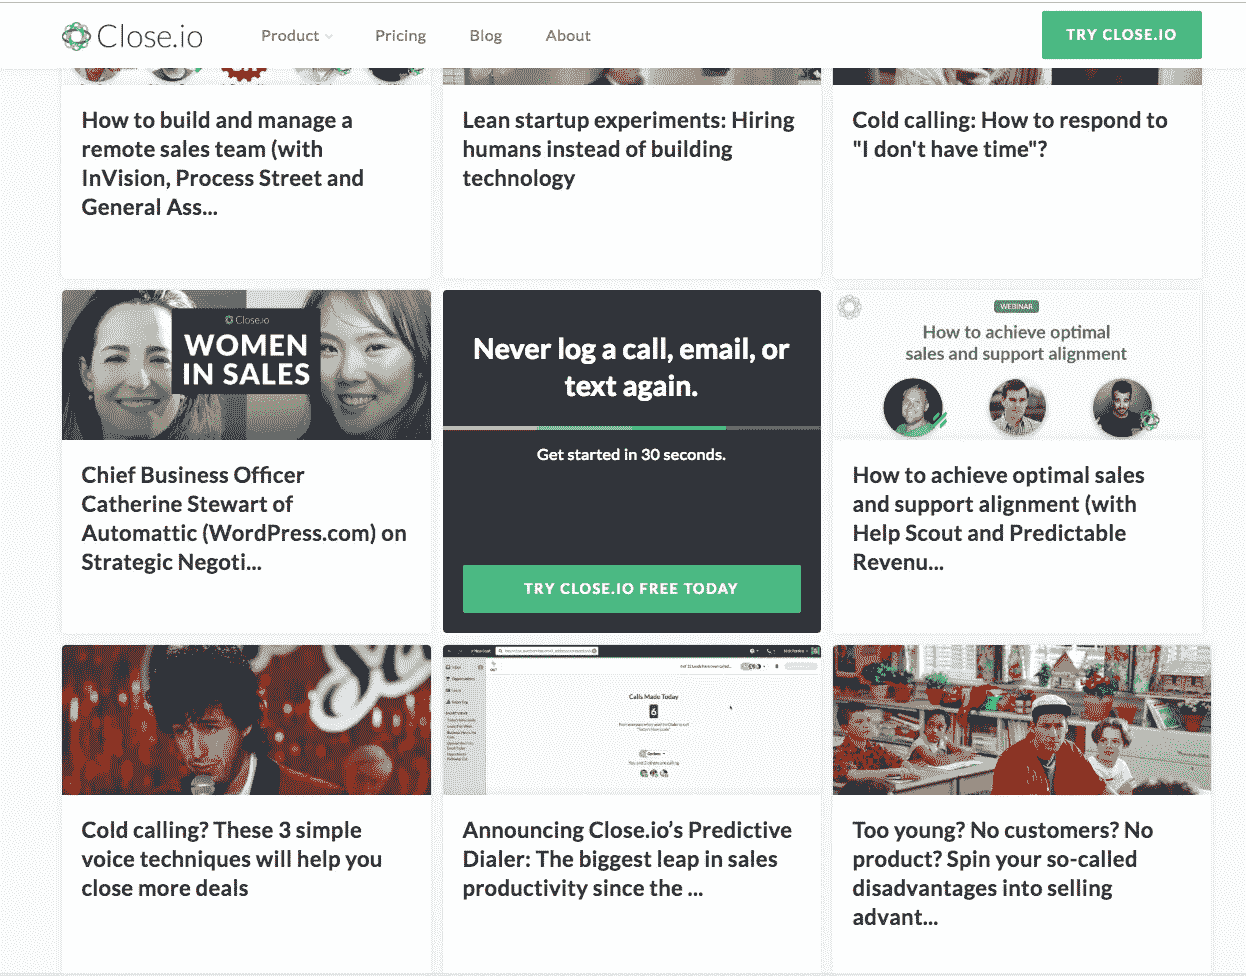 Close.io
Product
Pricing
Blog
About
TRY CLOSE.IO
How to build and manage a
remote sales team (with
InVision, Process Street and
General Ass...
Lean startup experiments: Hiring
humans instead of building
technology
Cold calling: How to respond to
"I don't have time"?
Close.io
WOMEN
IN SALES
Chief Business Officer
Catherine Stewart of
Automattic (WordPress.com) on
Strategic Negoti...
Never log a call, email, or
text again.
Get started in 30 seconds.
TRY CLOSE.IO FREE TODAY
WEBINAR
How to achieve optimal
sales and support alignment
How to achieve optimal sales
and support alignment (with
Help Scout and Predictable
Revenu...
Cold calling? These 3 simple
voice techniques will help you
close more deals
Calls Made Today
6
Announcing Close.io’s Predictive
Dialer: The biggest leap in sales
productivity since the ...
Too young? No customers? No
product? Spin your so-called
disadvantages into selling
advant...